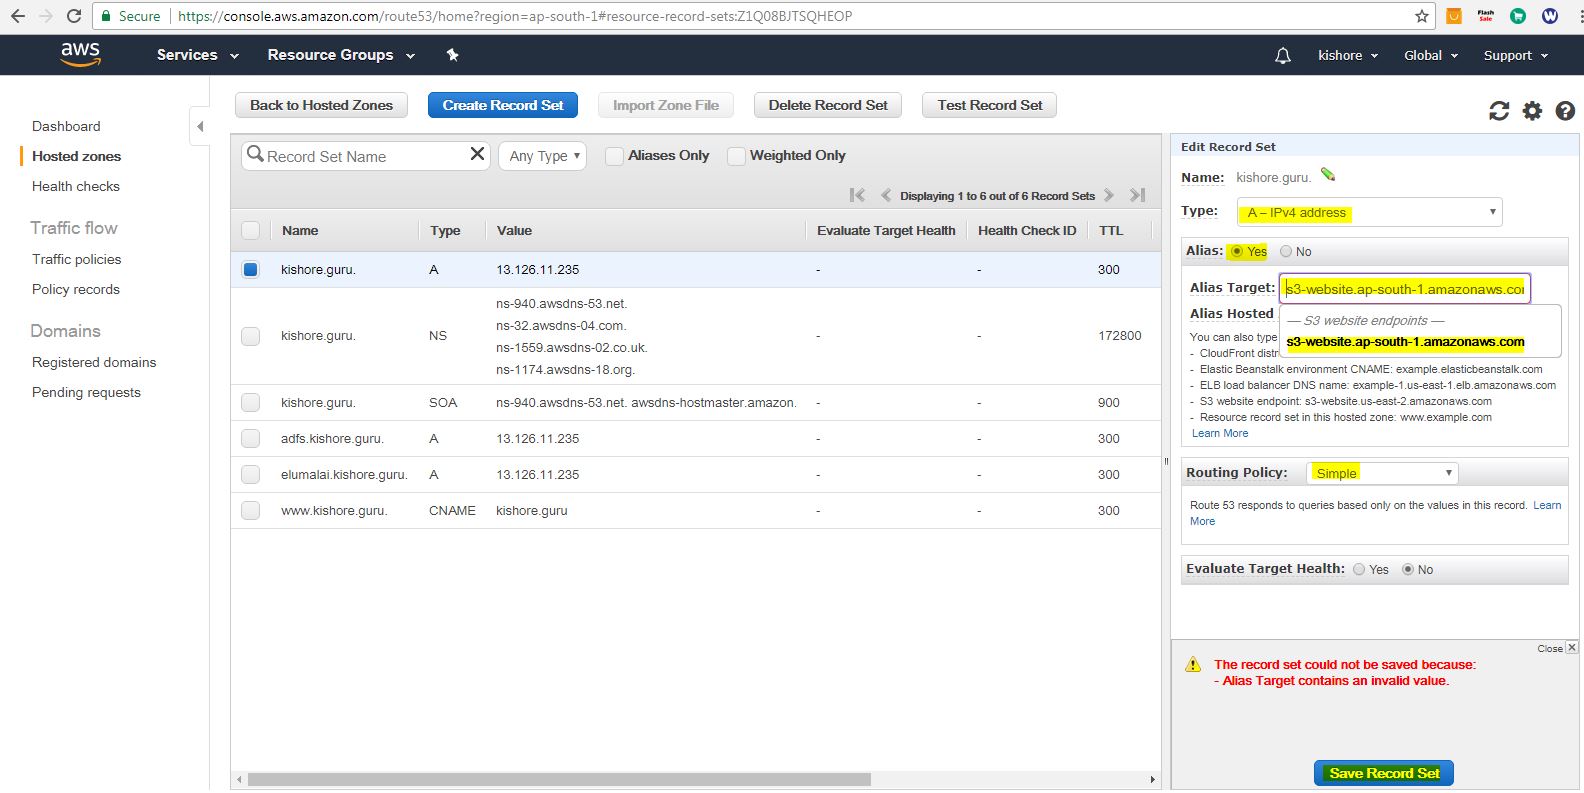 Secure https://console.aws.amazon.com/route53/home?region=ap-south-1#resource-record-sets:Z1Q08BJTSQHEOP
Flash Sale
W
aws Services Resource Groups kishore Global Support
Dashboard
Hosted zones
Health checks
Traffic flow
Traffic policies
Policy records
Domains
Registered domains
Pending requests
Back to Hosted Zones Create Record Set Import Zone File Delete Record Set Test Record Set
Record Set Name Any Type Aliases Only Weighted Only
Displaying 1 to 6 out of 6 Record Sets
Name Type Value Evaluate Target Health Health Check ID TTL
kishore.guru. A 13.126.11.235 - - 300
kishore.guru. NS ns-940.awsdns-53.net. - - 172800
ns-32.awsdns-04.com.
ns-1559.awsdns-02.co.uk.
ns-1174.awsdns-18.org.
kishore.guru. SOA ns-940.awsdns-53.net. awsdns-hostmaster.amazon. - - 900
adfs.kishore.guru. A 13.126.11.235 - - 300
elumalai.kishore.guru. A 13.126.11.235 - - 300
www.kishore.guru. CNAME kishore.guru - - 300
Edit Record Set
Name: kishore.guru.
Type: A – IPv4 address
Alias: Yes No
Alias Target: s3-website.ap-south-1.amazonaws.co
Alias Hosted
— S3 website endpoints —
s3-website.ap-south-1.amazonaws.com
You can also type
- CloudFront distr
- Elastic Beanstalk environment CNAME: example.elasticbeanstalk.com
- ELB load balancer DNS name: example-1.us-east-1.elb.amazonaws.com
- S3 website endpoint: s3-website.us-east-2.amazonaws.com
- Resource record set in this hosted zone: www.example.com
Learn More
Routing Policy: Simple
Route 53 responds to queries based only on the values in this record. Learn
More
Evaluate Target Health: Yes No
Close
The record set could not be saved because:
- Alias Target contains an invalid value.
Save Record Set